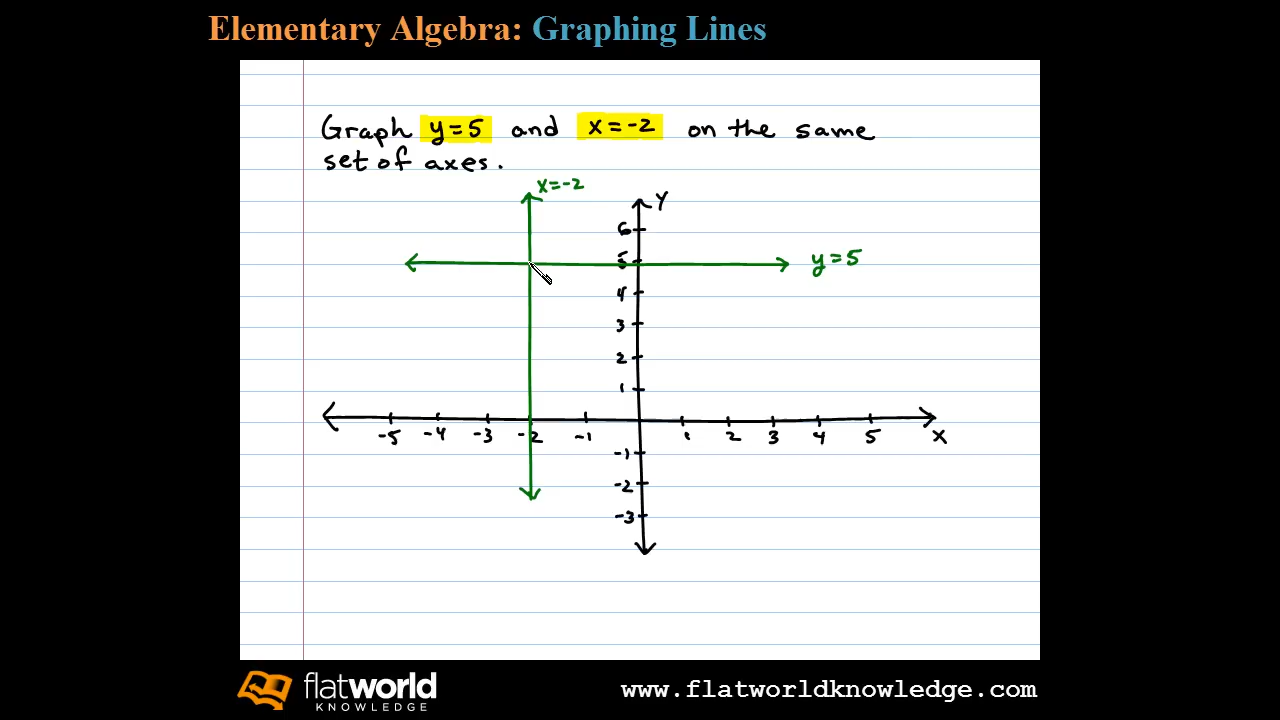 Elementary Algebra: Graphing Lines
Graph y=5 and x=-2 on the same
set of axes.
x=-2
Y
6
5
y=5
4
3
2
1
-5 -4 -3 -2 -1 1 2 3 4 5 X
-1
-2
-3
flatworld
KNOWLEDGE
www.flatworldknowledge.com